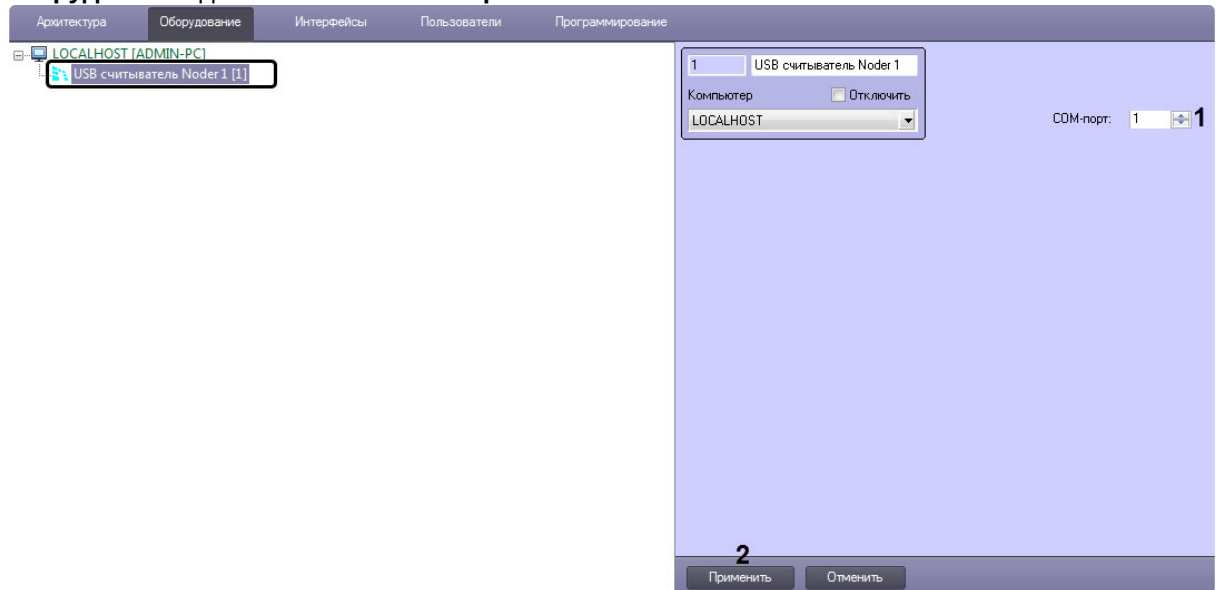 Архитектура Оборудование Интерфейсы Пользователи Программирование
LOCALHOST [ADMIN-PC]
USB считыватель Noder 1 [1]
1 USB считыватель Noder 1
Компьютер Отключить
LOCALHOST
COM-порт: 1 1
2
Применить Отменить